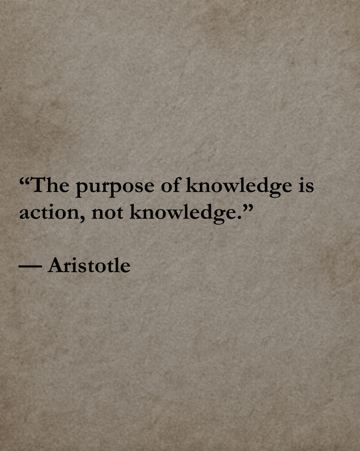 “The purpose of knowledge is
action, not knowledge.”
— Aristotle